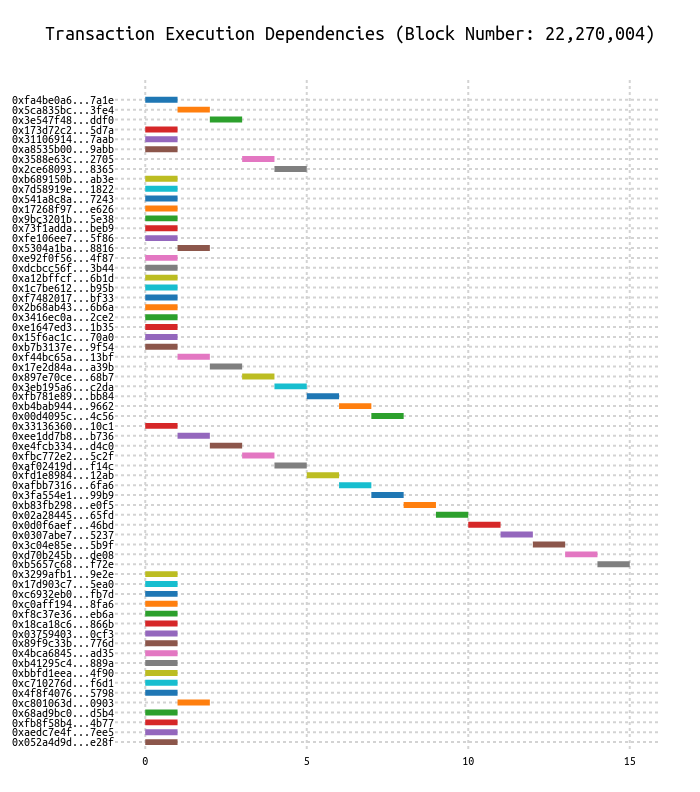 Transaction Execution Dependencies (Block Number: 22,270,004)
0xfa4be0a6...7a1e
0x5ca835bc...3fe4
0x3e547f48...ddf0
0x173d72c2...5d7a
0x31106914...7aab
0xa8535b00...9abb
0x3588e63c...2705
0x2ce68093...8365
0xb689150b...ab3e
0x7d58919e...1822
0x541a8c8a...7243
0x17268f97...e626
0x9bc3201b...5e38
0x73f1adda...beb9
0xfe106ee7...5f86
0x5304a1ba...8816
0xe92f0f56...4f87
0xdcbcc56f...3b44
0xa12bffcf...6b1d
0x1c7be612...b95b
0xf7482017...bf33
0x2b68ab43...6b6a
0x3416ec0a...2ce2
0xe1647ed3...1b35
0x15f6ac1c...70a0
0xb7b3137e...9f54
0xf44bc65a...13bf
0x17e2d84a...a39b
0x897e70ce...68b7
0x3eb195a6...c2da
0xfb781e89...bb84
0xb4bab944...9662
0x00d4095c...4c56
0x33136360...10c1
0xee1dd7b8...b736
0xe4fcb334...d4c0
0xfbc772e2...5c2f
0xaf02419d...f14c
0xfd1e8984...12ab
0xafbb7316...6fa6
0x3fa554e1...99b9
0xb83fb298...e0f5
0x02a28445...65fd
0x0d0f6aef...46bd
0x0307abe7...5237
0x3c04e85e...5b9f
0xd70b245b...de08
0xb5657c68...f72e
0x3299afb1...9e2e
0x17d903c7...5ea0
0xc6932eb0...fb7d
0xc0aff194...8fa6
0xf8c37e36...eb6a
0x18ca18c6...866b
0x03759403...0cf3
0x89f9c33b...776d
0x4bca6845...ad35
0xb41295c4...889a
0xbbfd1eea...4f90
0xc710276d...f6d1
0x4f8f4076...5798
0xc801063d...0903
0x68ad9bc0...d5b4
0xfb8f58b4...4b77
0xaedc7e4f...7ee5
0x052a4d9d...e28f
0 5 10 15